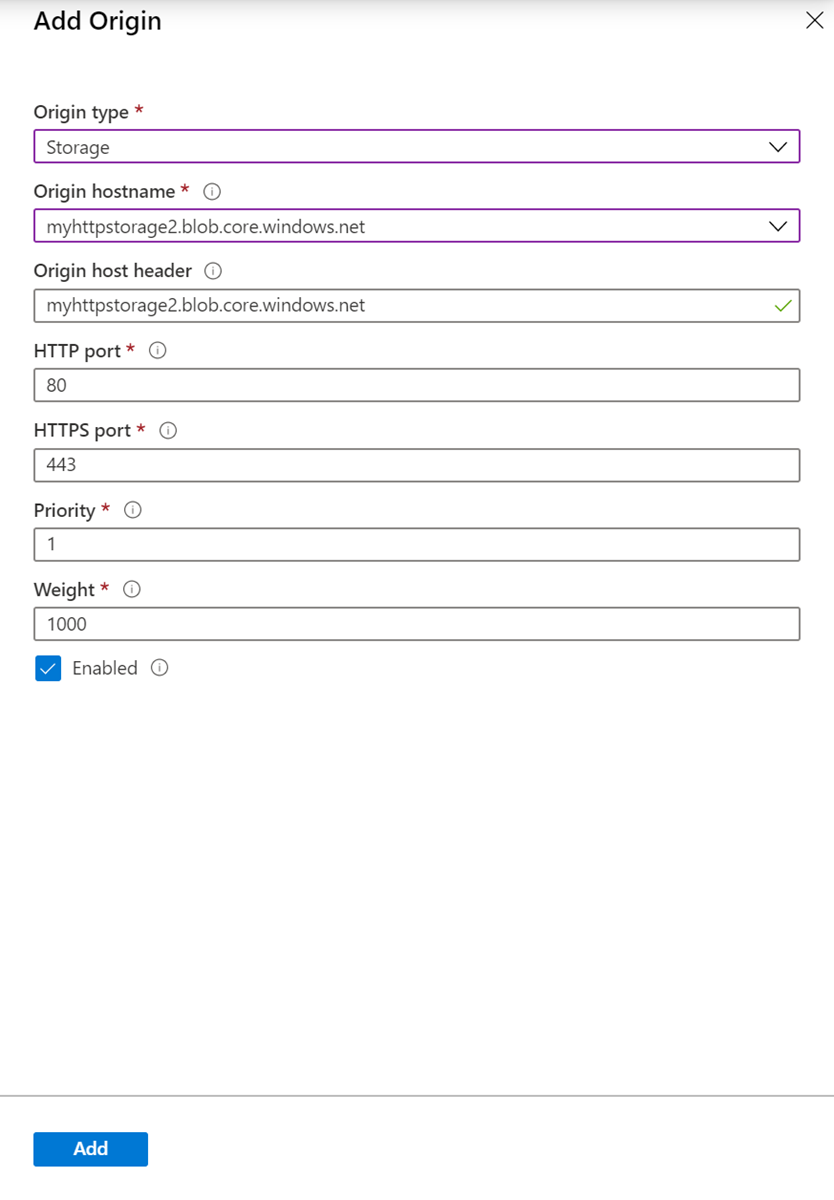 Add Origin
Origin type *
Storage
Origin hostname *
myhttpstorage2.blob.core.windows.net
Origin host header
myhttpstorage2.blob.core.windows.net
HTTP port *
80
HTTPS port *
443
Priority *
1
Weight *
1000
Enabled
Add